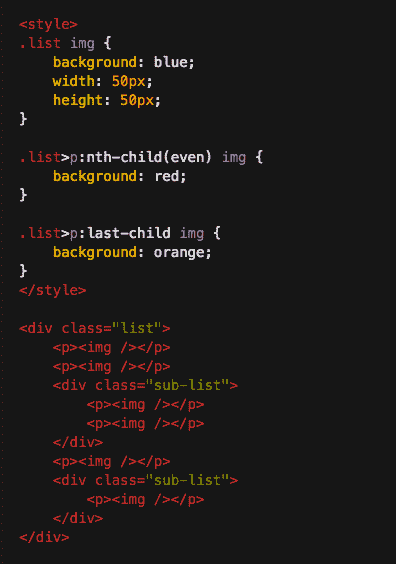 <style>
.list img {
    background: blue;
    width: 50px;
    height: 50px;
}

.list>p:nth-child(even) img {
    background: red;
}

.list>p:last-child img {
    background: orange;
}
</style>

<div class="list">
    <p><img /></p>
    <p><img /></p>
    <div class="sub-list">
        <p><img /></p>
        <p><img /></p>
    </div>
    <p><img /></p>
    <div class="sub-list">
        <p><img /></p>
    </div>
</div>